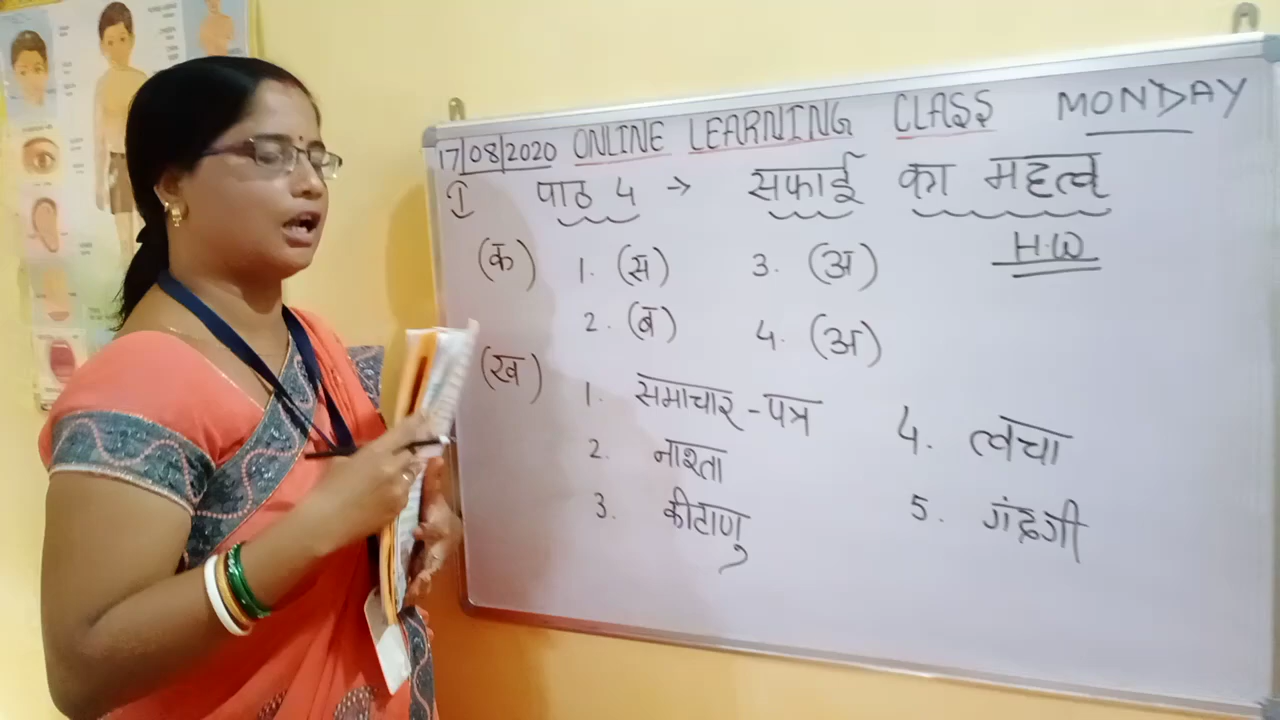 17/08/2020 ONLINE LEARNING CLASS MONDAY
1 पाठ 4 → सफाई का महत्व
H.W
(क) 1. (स) 3. (अ)
2. (ब) 4. (अ)
(ख) 1. समाचार-पत्र 4. त्वचा
2. नाश्ता
3. कीटाणु 5. गंदगी